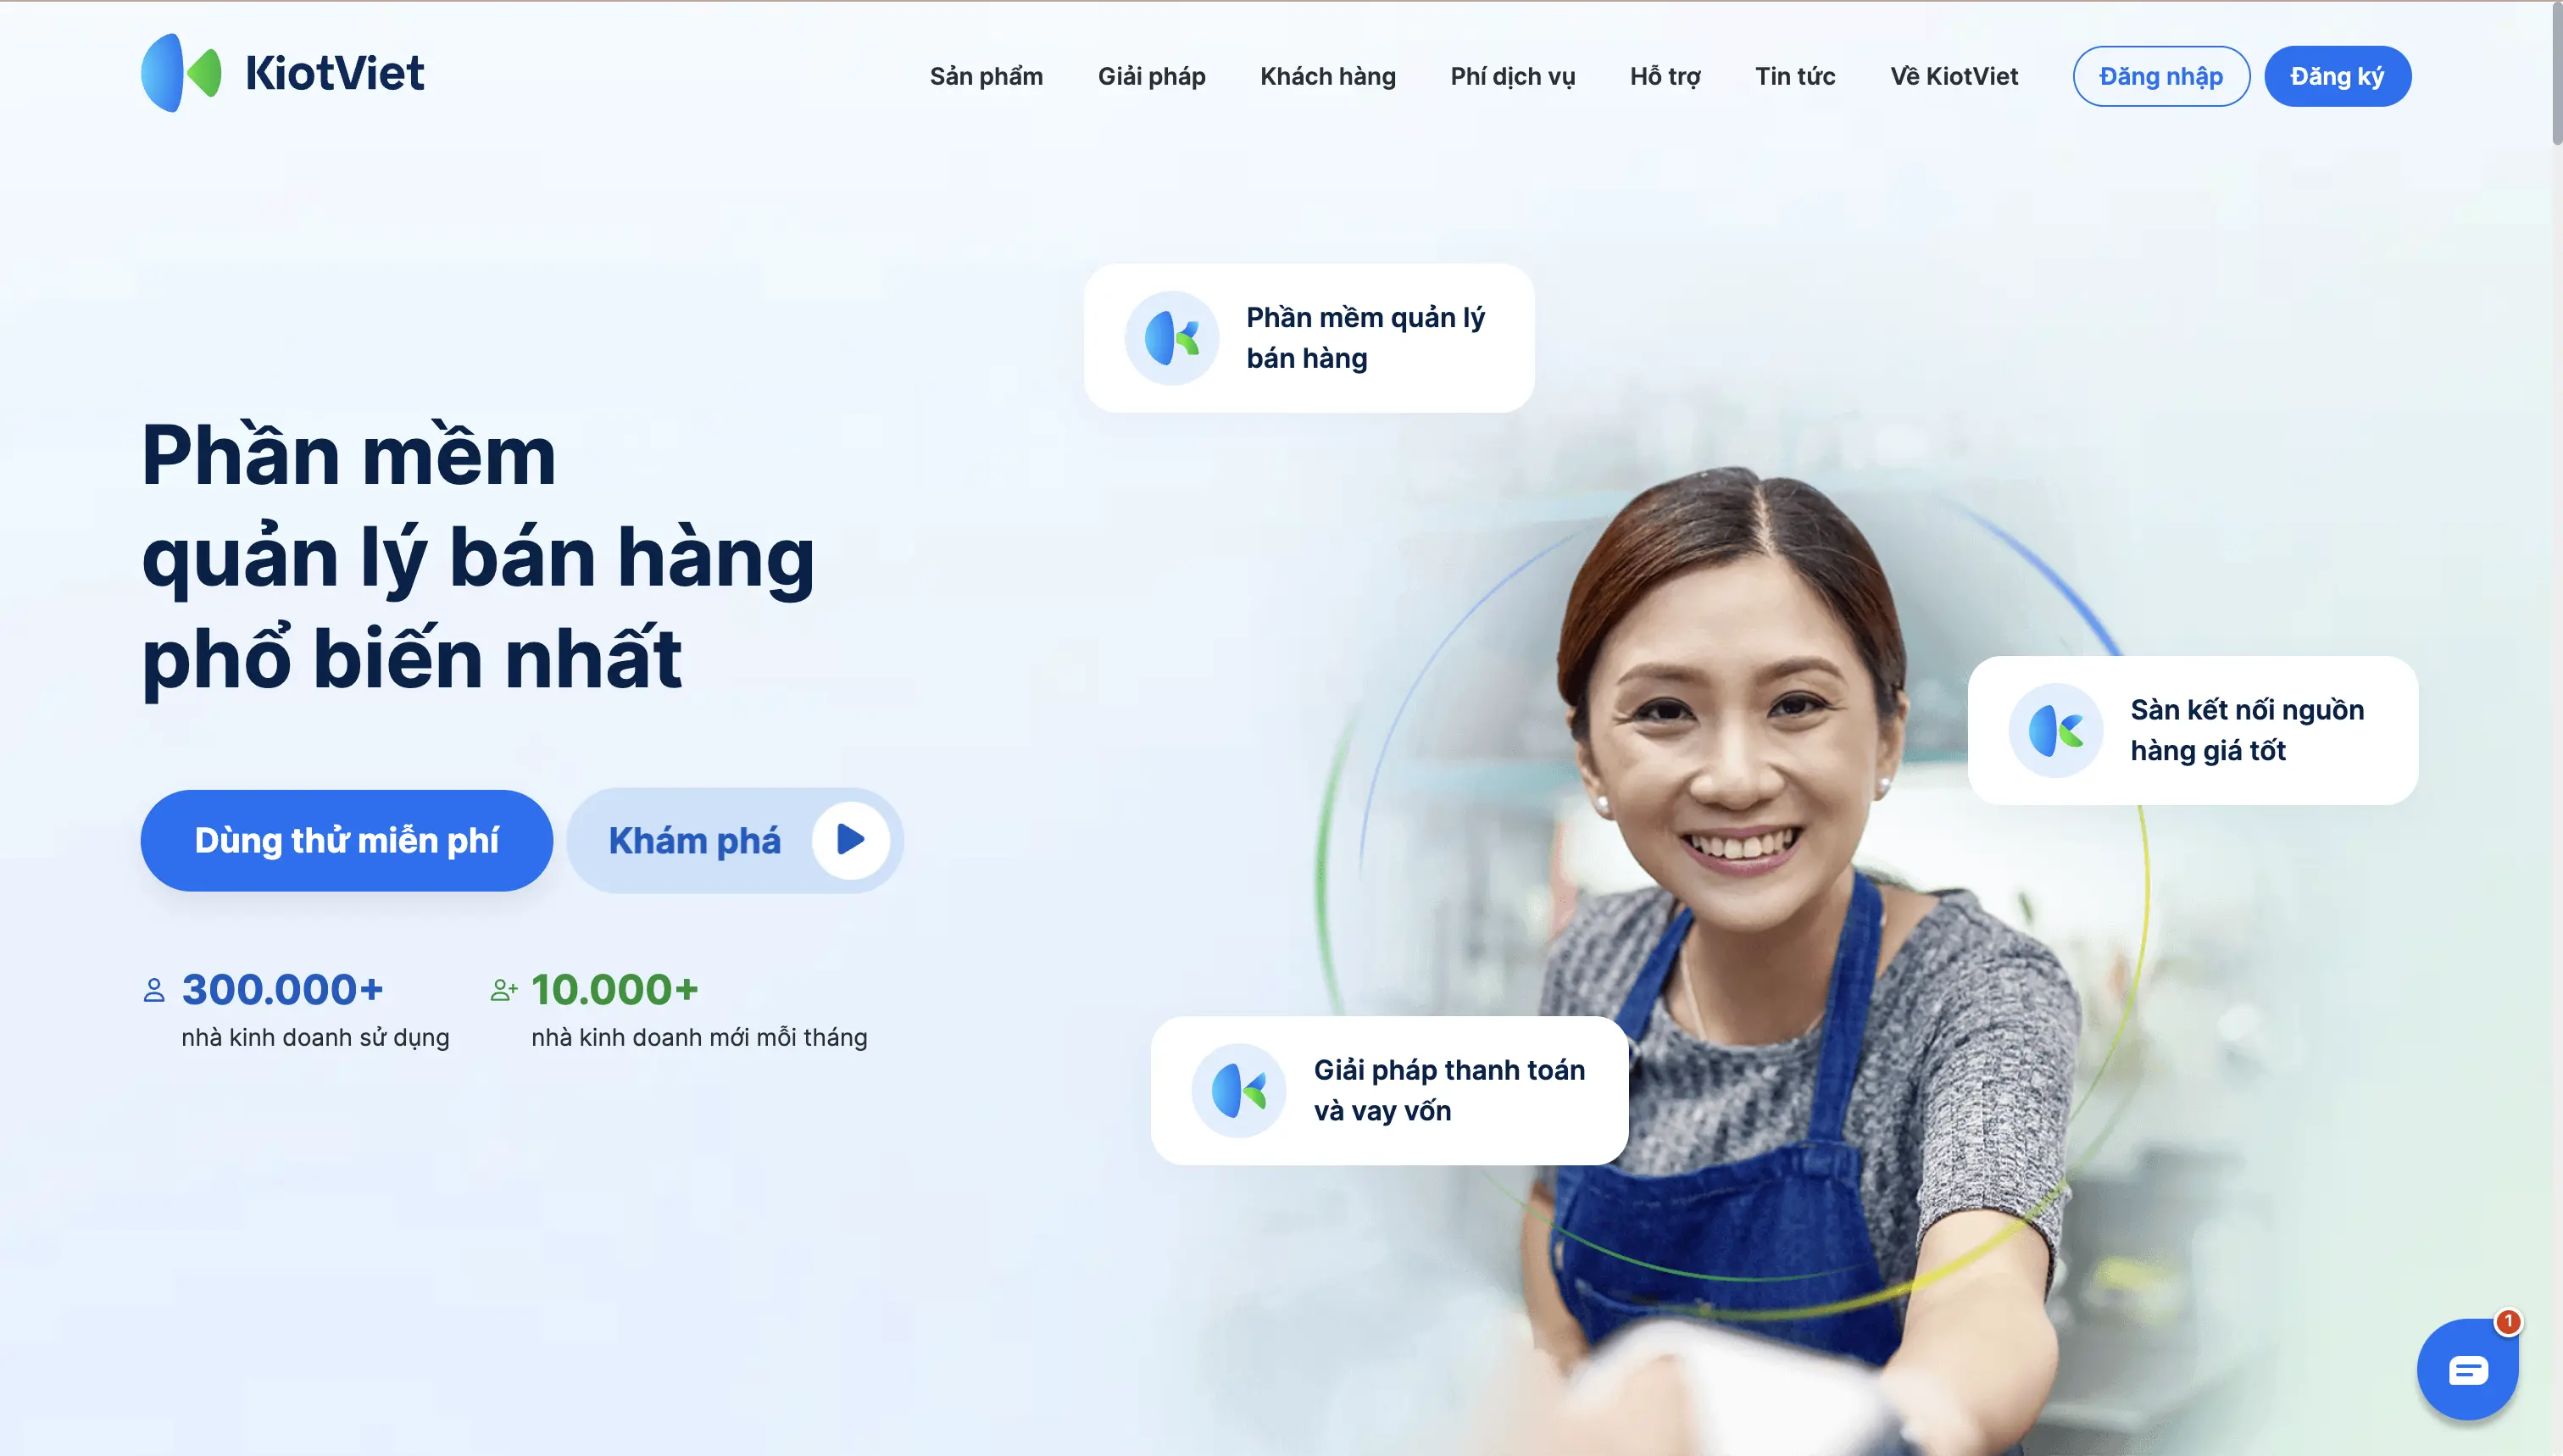 KiotViet
Sản phẩm
Giải pháp
Khách hàng
Phí dịch vụ
Hỗ trợ
Tin tức
Về KiotViet
Đăng nhập
Đăng ký
Phần mềm quản lý
bán hàng
Phần mềm
quản lý bán hàng
phổ biến nhất
Sàn kết nối nguồn
hàng giá tốt
Dùng thử miễn phí
Khám phá
300.000+
nhà kinh doanh sử dụng
10.000+
nhà kinh doanh mới mỗi tháng
Giải pháp thanh toán
và vay vốn
1